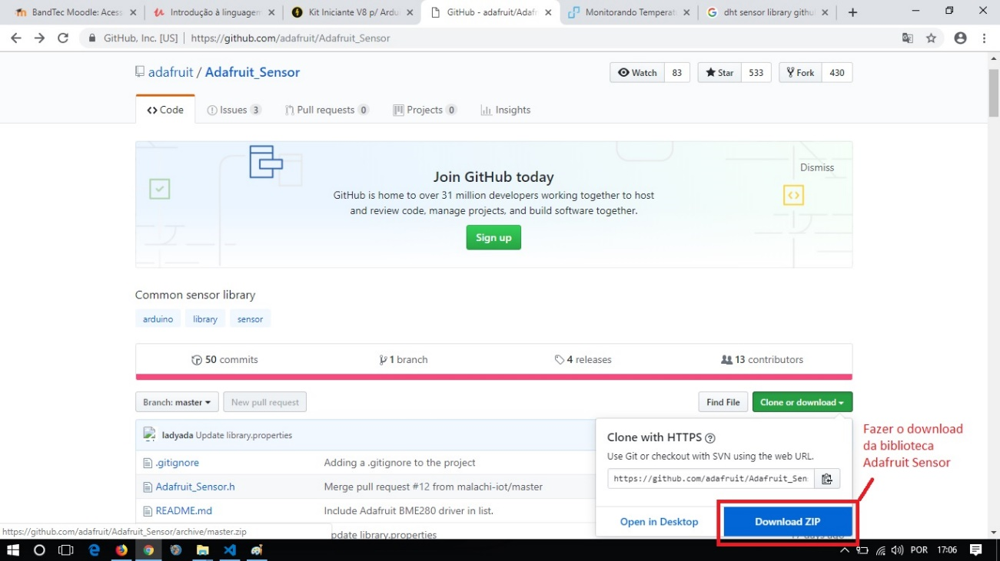 BandTec Moodle: Acess
Introdução à linguagem
Kit Iniciante V8 p/ Ardui
GitHub - adafruit/Adafr
Monitorando Temperat
dht sensor library githu
GitHub, Inc. [US] | https://github.com/adafruit/Adafruit_Sensor
adafruit / Adafruit_Sensor
Watch 83
Star 533
Fork 430
Code
Issues 3
Pull requests 0
Projects 0
Insights
Dismiss
Join GitHub today
GitHub is home to over 31 million developers working together to host
and review code, manage projects, and build software together.
Sign up
Common sensor library
arduino library sensor
50 commits
1 branch
4 releases
13 contributors
Branch: master
New pull request
Find File
Clone or download
ladyada Update library.properties
.gitignore Adding a .gitignore to the project
Adafruit_Sensor.h Merge pull request #12 from malachi-iot/master
README.md Include Adafruit BME280 driver in list.
pdate library.properties
Clone with HTTPS
Use Git or checkout with SVN using the web URL.
https://github.com/adafruit/Adafruit_Sen
Open in Desktop
Download ZIP
Fazer o download
da biblioteca
Adafruit Sensor
https://github.com/adafruit/Adafruit_Sensor/archive/master.zip
POR 17:06